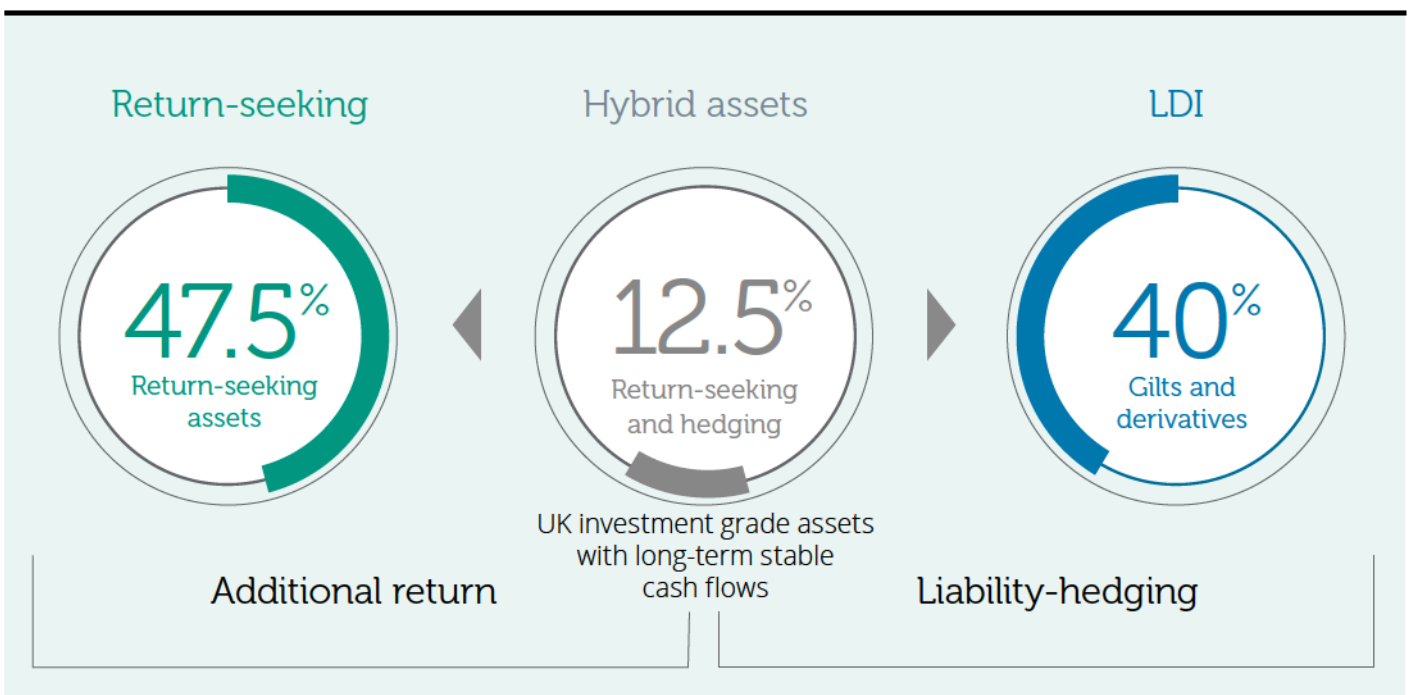 Return-seeking
Hybrid assets
LDI
47.5%
Return-seeking
assets
12.5%
Return-seeking
and hedging
40%
Gilts and
derivatives
UK investment grade assets
with long-term stable
cash flows
Additional return
Liability-hedging